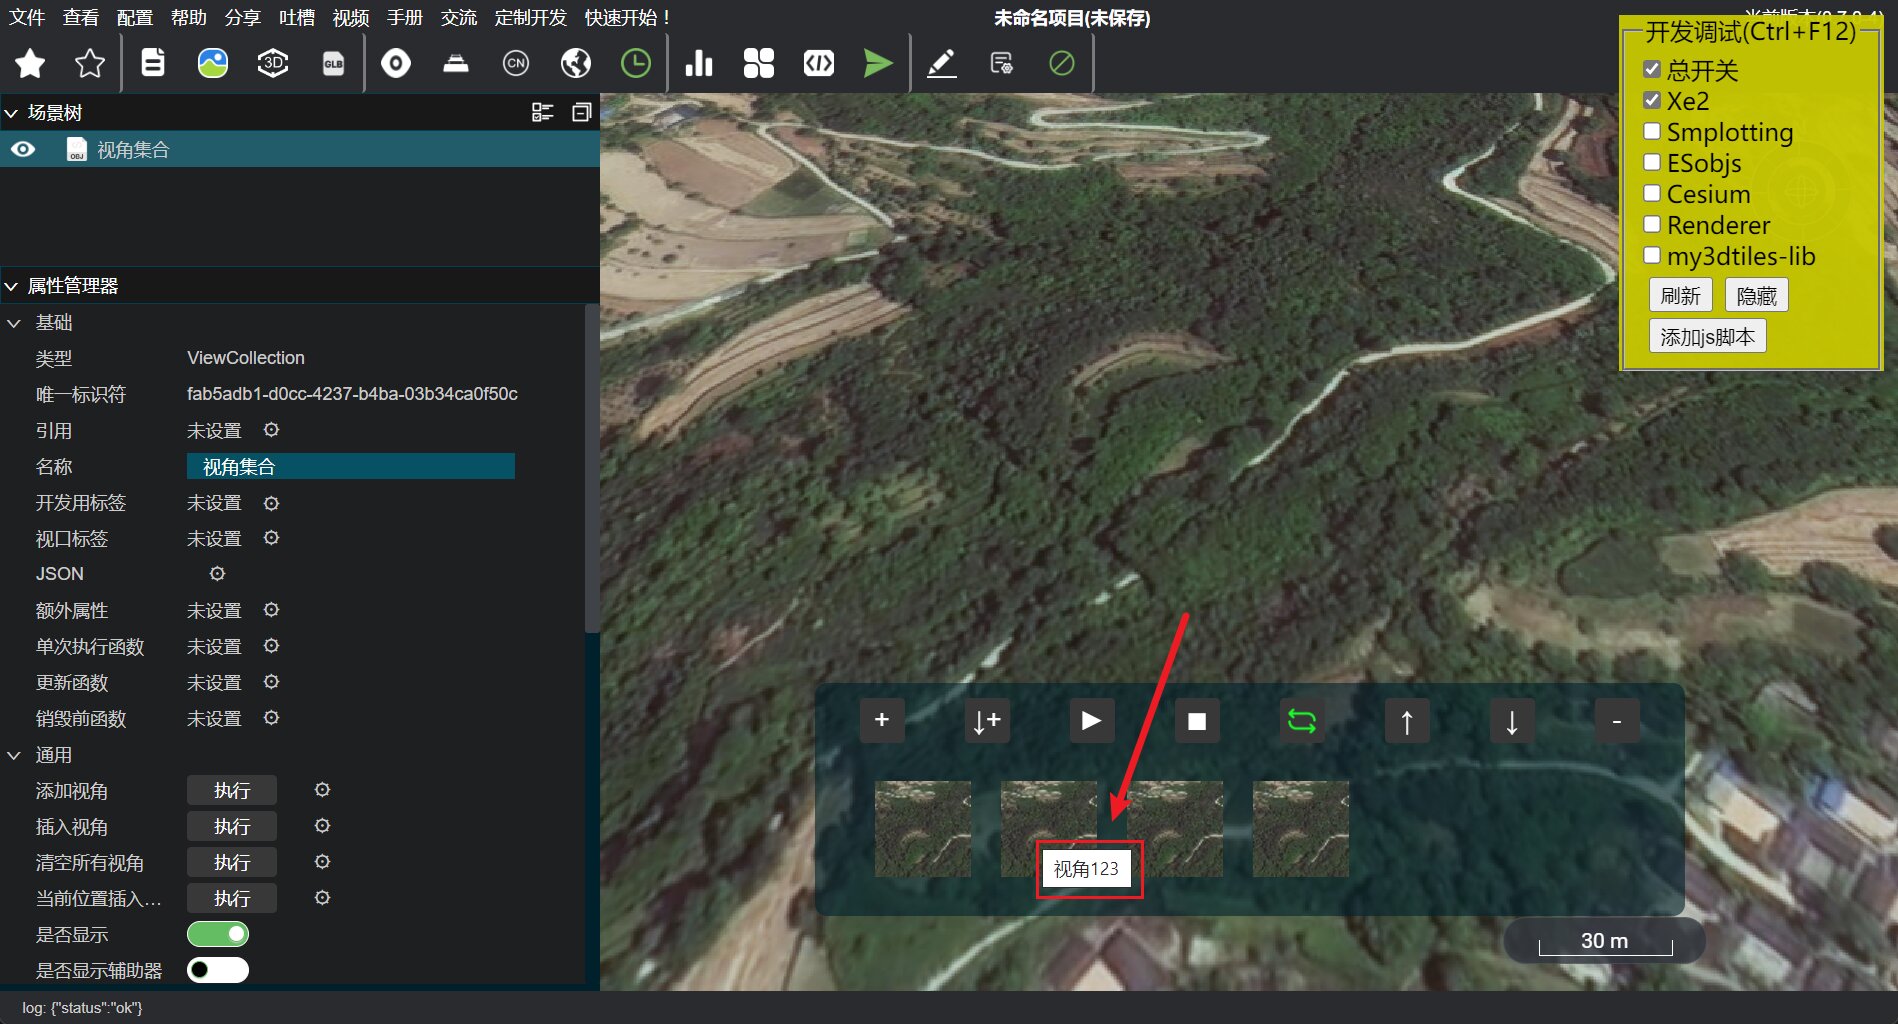 文件 查看 配置 帮助 分享 吐槽 视频 手册 交流 定制开发 快速开始！
未命名项目(未保存)
开发调试(Ctrl+F12)
总开关
Xe2
Smplotting
ESobjs
Cesium
Renderer
my3dtiles-lib
刷新 隐藏
添加js脚本
3D
GLB
CN
场景树
OBJ 视角集合
属性管理器
基础
类型 ViewCollection
唯一标识符 fab5adb1-d0cc-4237-b4ba-03b34ca0f50c
引用 未设置
名称 视角集合
开发用标签 未设置
视口标签 未设置
JSON
额外属性 未设置
单次执行函数 未设置
更新函数 未设置
销毁前函数 未设置
通用
添加视角 执行
插入视角 执行
清空所有视角 执行
当前位置插入... 执行
是否显示
是否显示辅助器
视角123
30 m
log: {"status":"ok"}